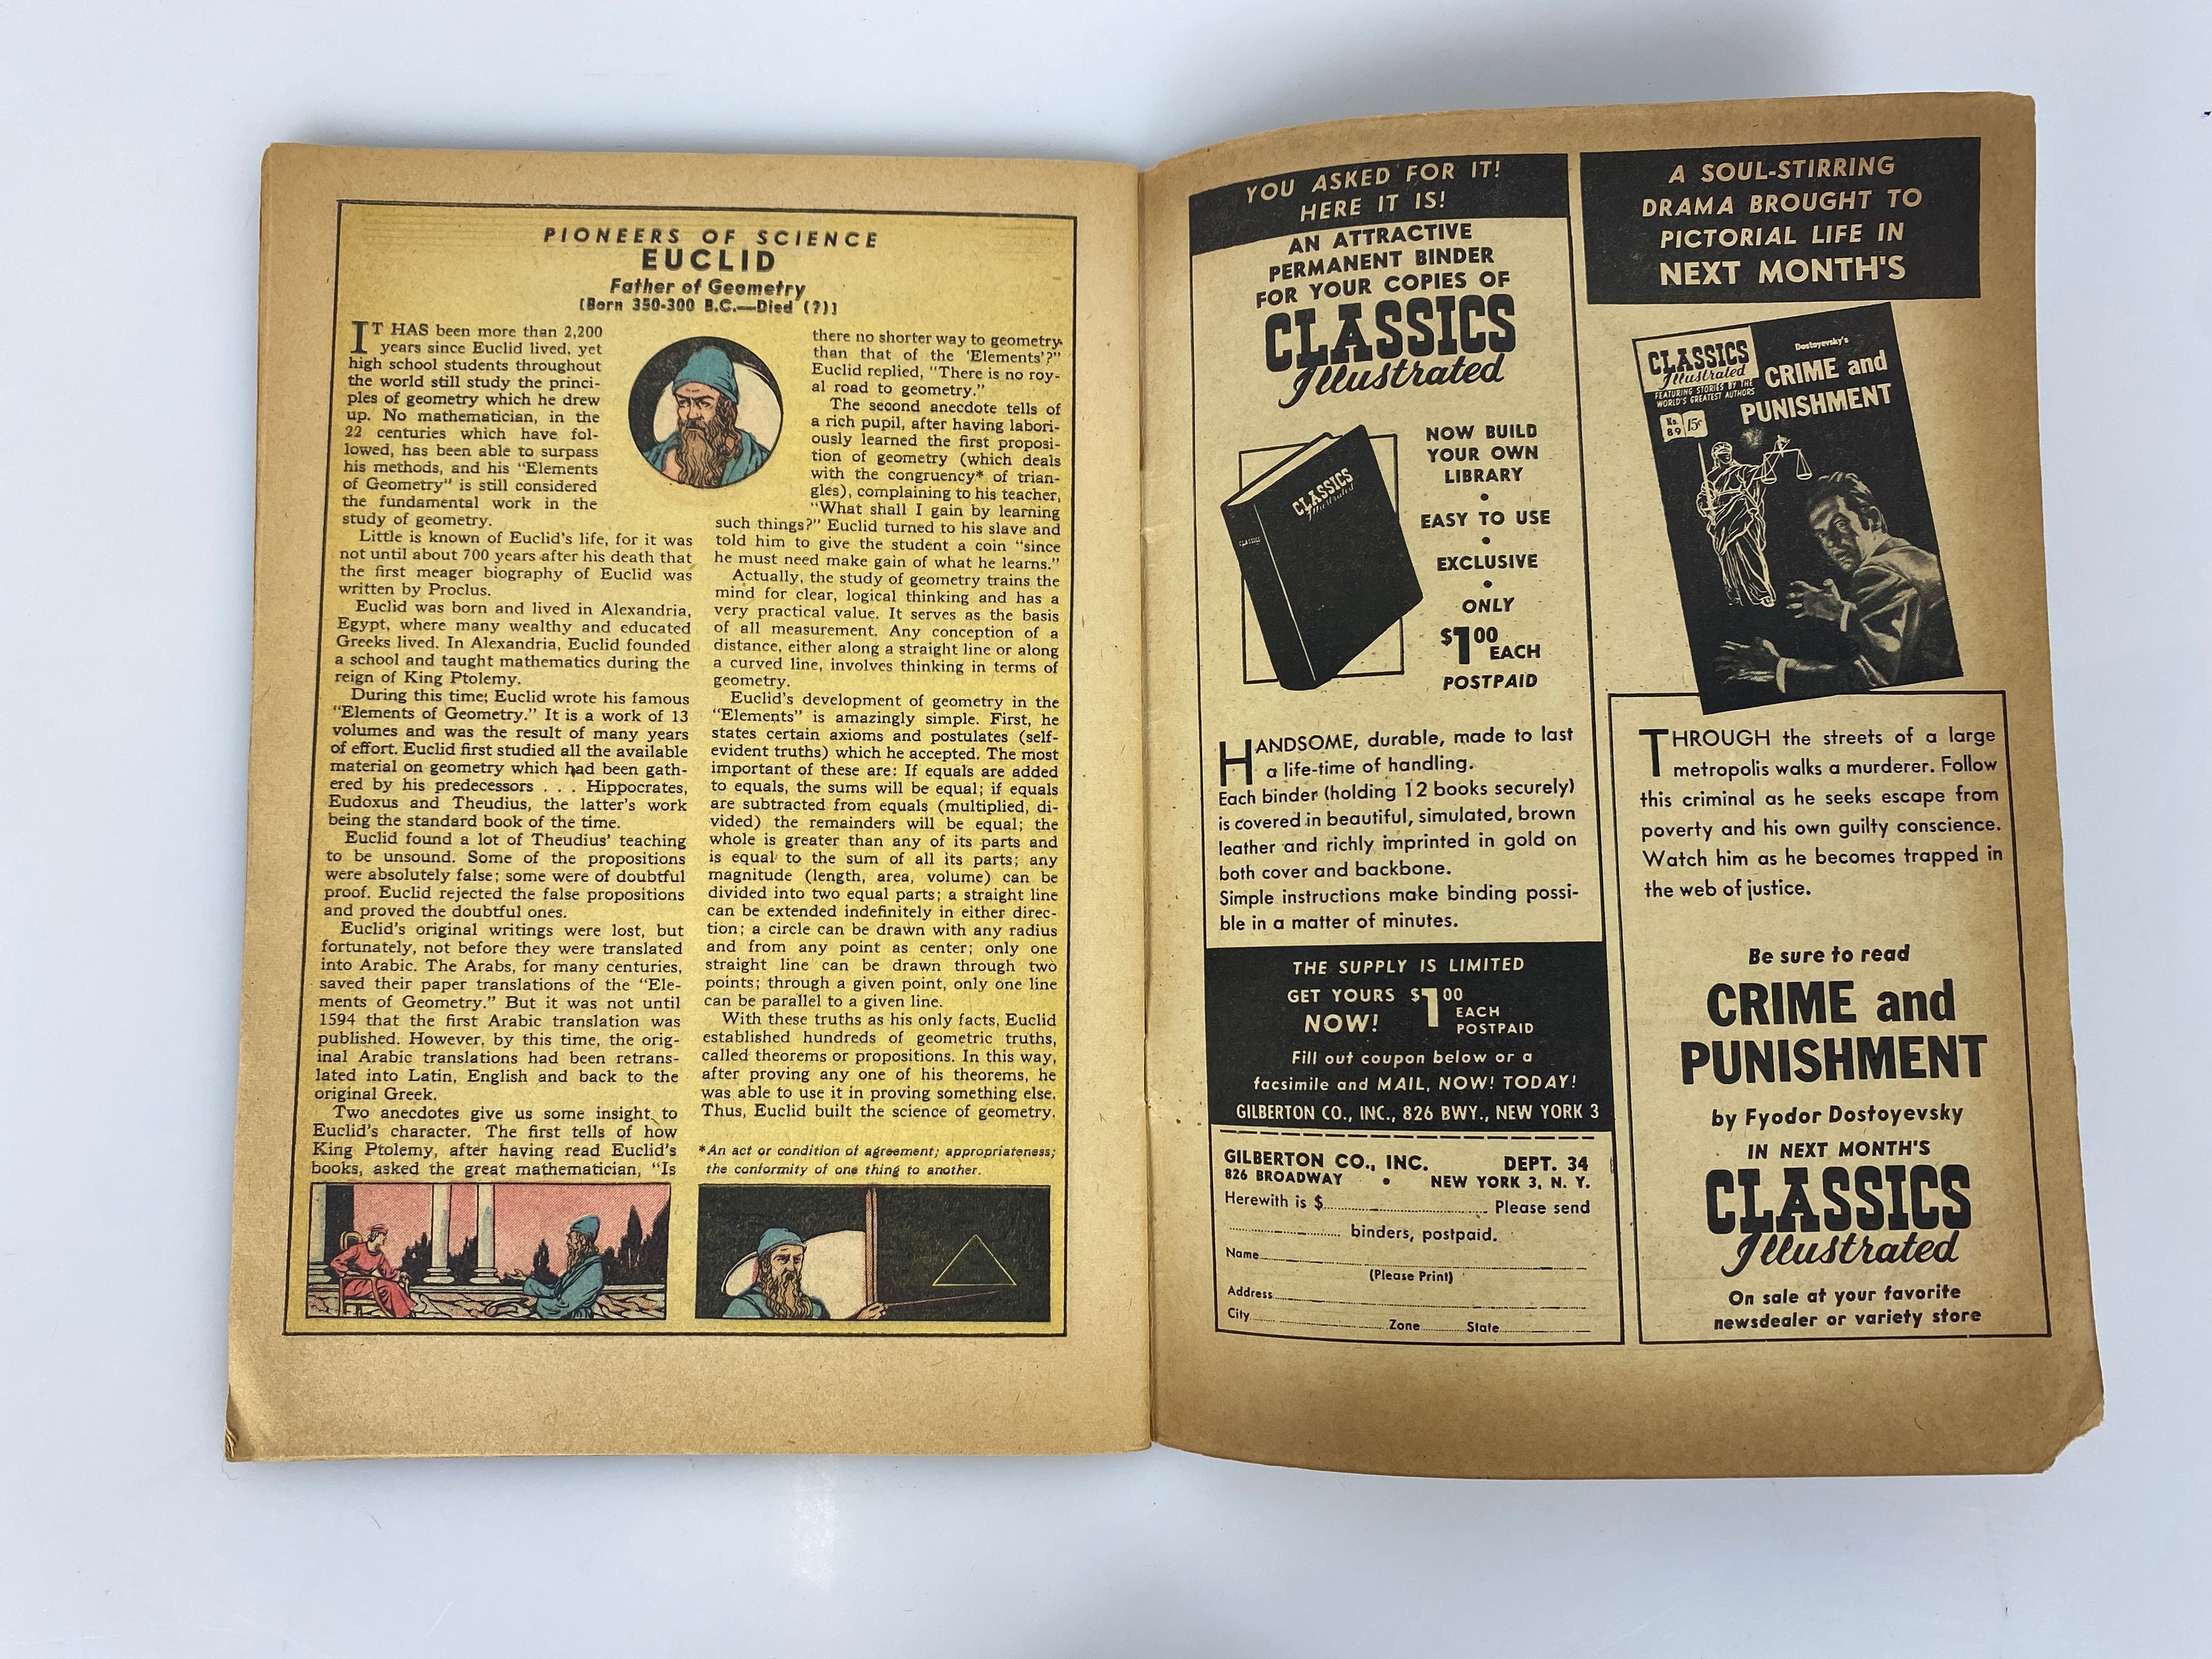 PIONEERS OF SCIENCE
EUCLID
Father of Geometry
(Born 350-300 B.C.—Died (?))
IT HAS been more than 2,200
years since Euclid lived, yet
high school students throughout
the world still study the princi-
ples of geometry which he drew
up. No mathematician, in the
22 centuries which have fol-
lowed, has been able to surpass
his methods, and his "Elements
of Geometry" is still considered
the fundamental work in the
study of geometry.
Little is known of Euclid's life, for it was
not until about 700 years after his death that
the first meager biography of Euclid was
written by Proclus.
Euclid was born and lived in Alexandria,
Egypt, where many wealthy and educated
Greeks lived. In Alexandria, Euclid founded
a school and taught mathematics during the
reign of King Ptolemy.
During this time; Euclid wrote his famous
"Elements of Geometry." It is a work of 13
volumes and was the result of many years
of effort. Euclid first studied all the available
material on geometry which had been gath-
ered by his predecessors . . . Hippocrates,
Eudoxus and Theudius, the latter's work
being the standard book of the time.
Euclid found a lot of Theudius' teaching
to be unsound. Some of the propositions
were absolutely false; some were of doubtful
proof. Euclid rejected the false propositions
and proved the doubtful ones.
Euclid's original writings were lost, but
fortunately, not before they were translated
into Arabic. The Arabs, for many centuries,
saved their paper translations of the "Ele-
ments of Geometry." But it was not until
1594 that the first Arabic translation was
published. However, by this time, the orig-
inal Arabic translations had been retrans-
lated into Latin, English and back to the
original Greek.
Two anecdotes give us some insight to
Euclid's character. The first tells of how
King Ptolemy, after having read Euclid's
books, asked the great mathematician, "Is
there no shorter way to geometry
than that of the 'Elements'?"
Euclid replied, "There is no roy-
al road to geometry."
The second anecdote tells of
a rich pupil, after having labori-
ously learned the first proposi-
tion of geometry (which deals
with the congruency* of trian-
gles), complaining to his teacher,
"What shall I gain by learning
such things?" Euclid turned to his slave and
told him to give the student a coin "since
he must need make gain of what he learns."
Actually, the study of geometry trains the
mind for clear, logical thinking and has a
very practical value. It serves as the basis
of all measurement. Any conception of a
distance, either along a straight line or along
a curved line, involves thinking in terms of
geometry.
Euclid's development of geometry in the
"Elements" is amazingly simple. First, he
states certain axioms and postulates (self-
evident truths) which he accepted. The most
important of these are: If equals are added
to equals, the sums will be equal; if equals
are subtracted from equals (multiplied, di-
vided) the remainders will be equal; the
whole is greater than any of its parts and
is equal to the sum of all its parts; any
magnitude (length, area, volume) can be
divided into two equal parts; a straight line
can be extended indefinitely in either direc-
tion; a circle can be drawn with any radius
and from any point as center; only one
straight line can be drawn through two
points; through a given point, only one line
can be parallel to a given line.
With these truths as his only facts, Euclid
established hundreds of geometric truths,
called theorems or propositions. In this way,
after proving any one of his theorems, he
was able to use it in proving something else.
Thus, Euclid built the science of geometry.
*An act or condition of agreement; appropriateness;
the conformity of one thing to another.
YOU ASKED FOR IT!
HERE IT IS!
AN ATTRACTIVE
PERMANENT BINDER
FOR YOUR COPIES OF
CLASSICS
Illustrated
CLASSICS
Illustrated
CLASSICS
NOW BUILD
YOUR OWN
LIBRARY
•
EASY TO USE
•
EXCLUSIVE
•
ONLY
$1.00 EACH
POSTPAID
HANDSOME, durable, made to last
a life-time of handling.
Each binder (holding 12 books securely)
is covered in beautiful, simulated, brown
leather and richly imprinted in gold on
both cover and backbone.
Simple instructions make binding possi-
ble in a matter of minutes.
THE SUPPLY IS LIMITED
GET YOURS NOW! $1.00 EACH POSTPAID
Fill out coupon below or a
facsimile and MAIL, NOW! TODAY!
GILBERTON CO., INC., 826 BWY., NEW YORK 3
GILBERTON CO., INC. DEPT. 34
826 BROADWAY • NEW YORK 3, N. Y.
Herewith is $ Please send
binders, postpaid.
Name
(Please Print)
Address
City Zone State
A SOUL-STIRRING
DRAMA BROUGHT TO
PICTORIAL LIFE IN
NEXT MONTH'S
CLASSICS
Illustrated
FEATURING STORIES BY THE
WORLD'S GREATEST AUTHORS
No. 89 15¢
Dostoyevsky's
CRIME and
PUNISHMENT
THROUGH the streets of a large
metropolis walks a murderer. Follow
this criminal as he seeks escape from
poverty and his own guilty conscience.
Watch him as he becomes trapped in
the web of justice.
Be sure to read
CRIME and
PUNISHMENT
by Fyodor Dostoyevsky
IN NEXT MONTH'S
CLASSICS
Illustrated
On sale at your favorite
newsdealer or variety store